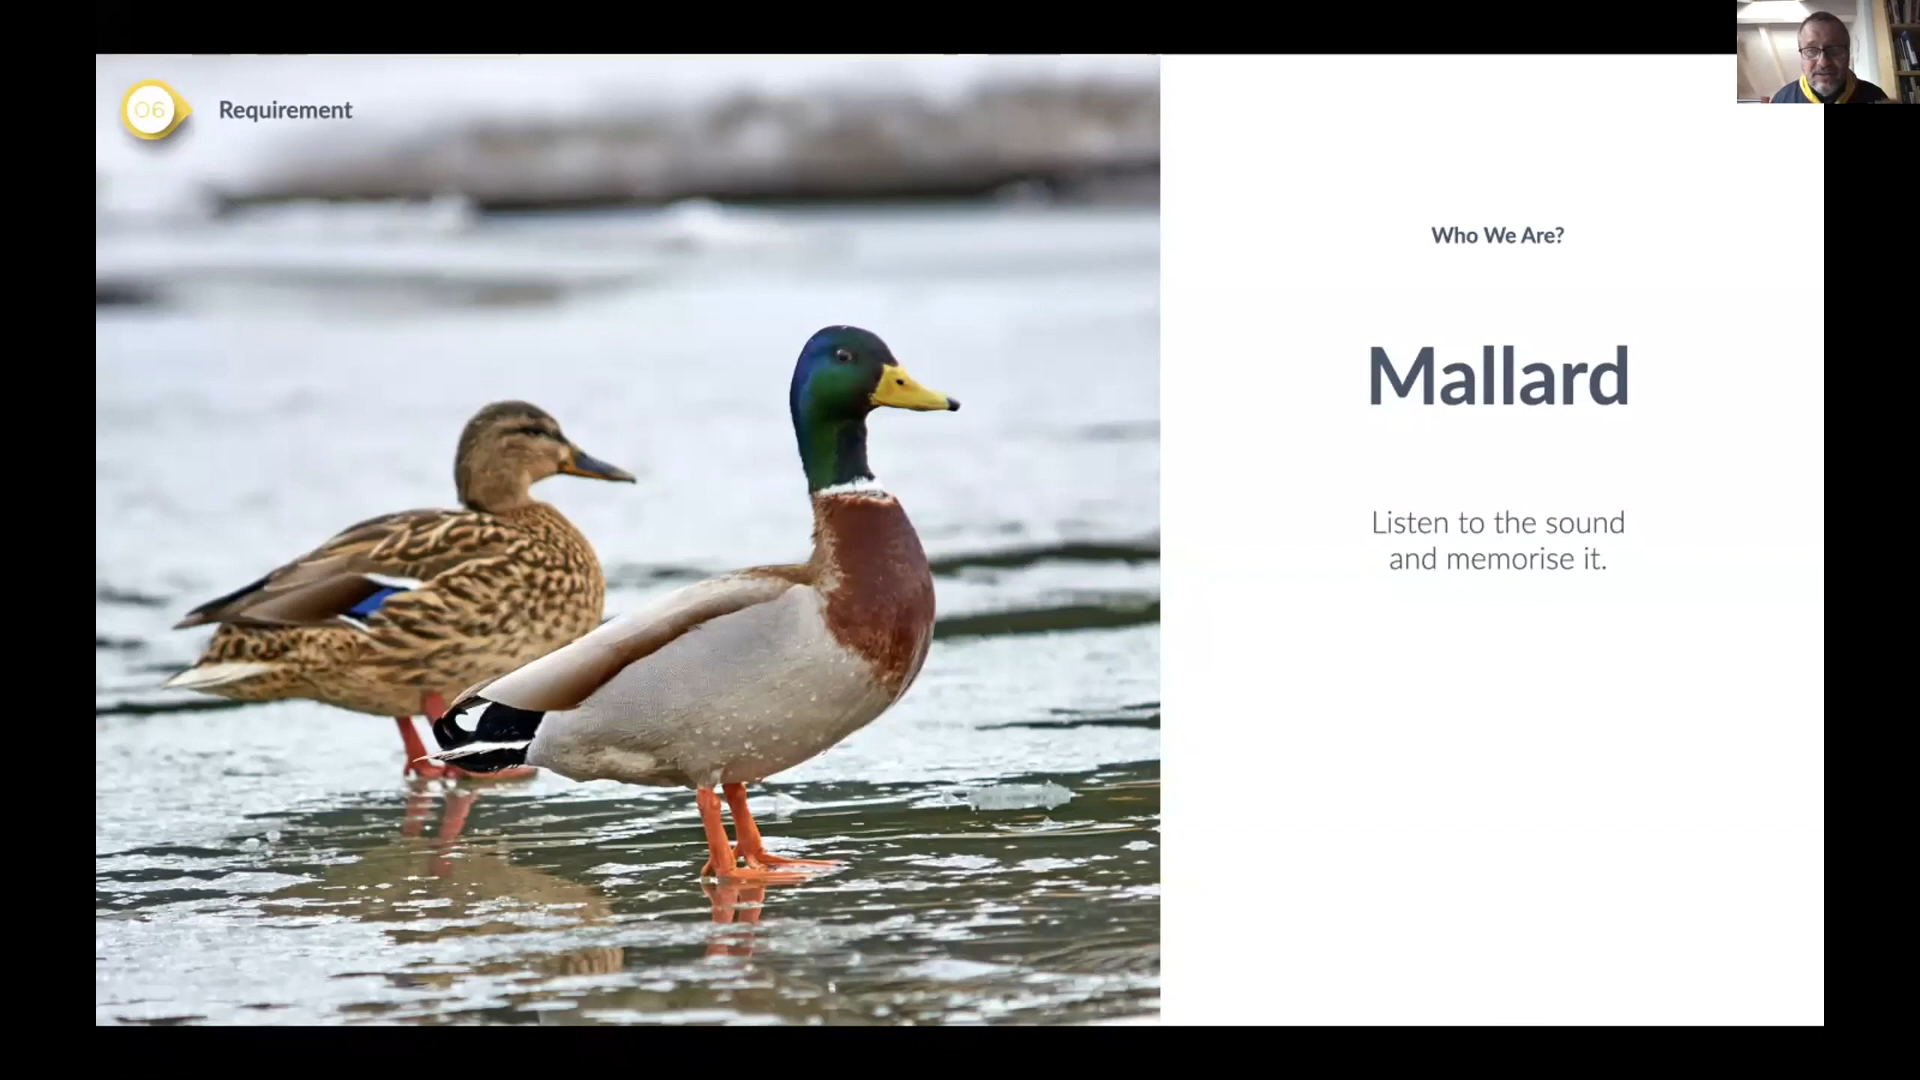 06
Requirement
Who We Are?
Mallard
Listen to the sound
and memorise it.